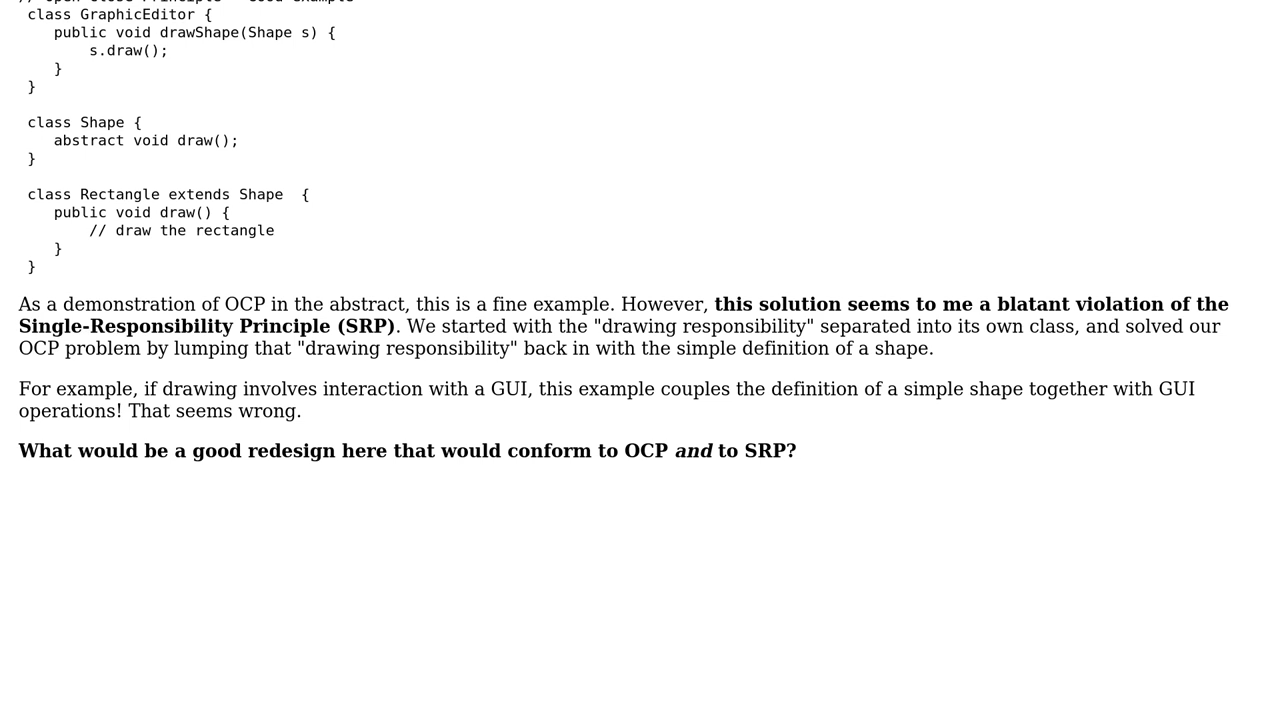 class GraphicEditor {
public void drawShape(Shape s) {
s.draw();
}
}
class Shape {
abstract void draw();
}
class Rectangle extends Shape  {
public void draw() {
// draw the rectangle
}
}
As a demonstration of OCP in the abstract, this is a fine example. However, this solution seems to me a blatant violation of the
Single-Responsibility Principle (SRP). We started with the "drawing responsibility" separated into its own class, and solved our
OCP problem by lumping that "drawing responsibility" back in with the simple definition of a shape.
For example, if drawing involves interaction with a GUI, this example couples the definition of a simple shape together with GUI
operations! That seems wrong.
What would be a good redesign here that would conform to OCP and to SRP?